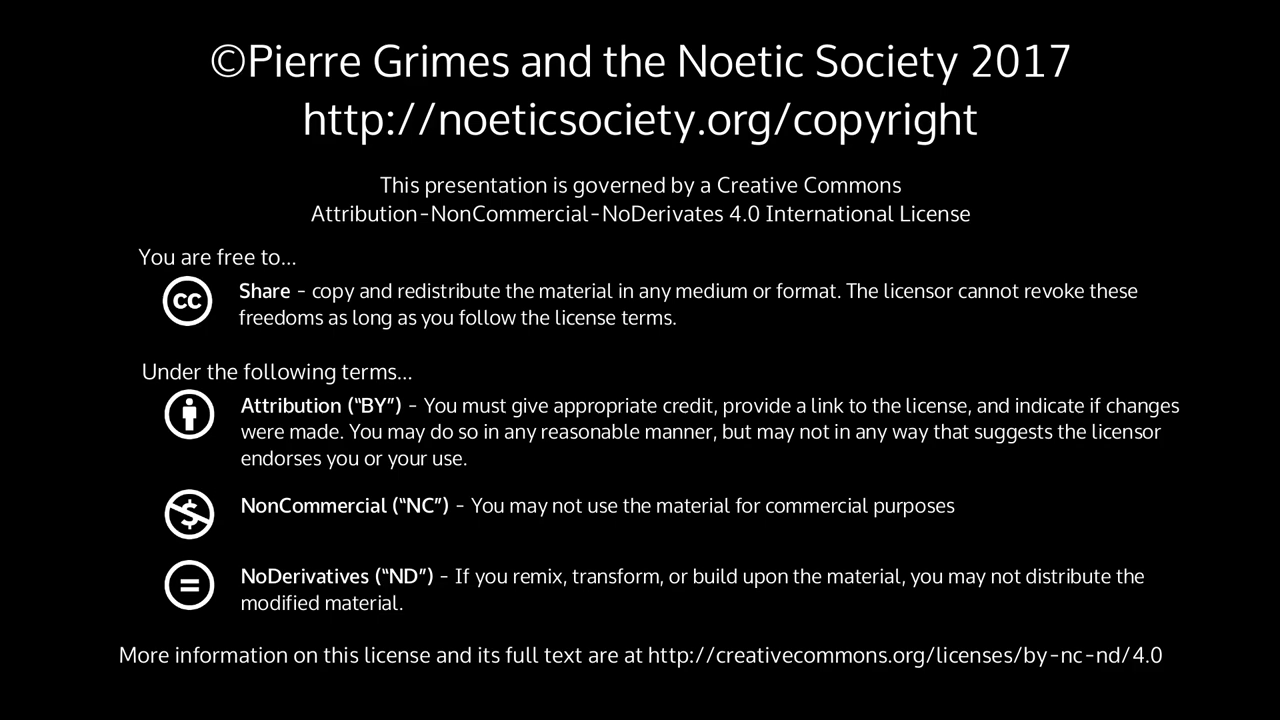 ©Pierre Grimes and the Noetic Society 2017
http://noeticsociety.org/copyright
This presentation is governed by a Creative Commons
Attribution-NonCommercial-NoDerivates 4.0 International License
You are free to...
cc
Share - copy and redistribute the material in any medium or format. The licensor cannot revoke these
freedoms as long as you follow the license terms.
Under the following terms...
Attribution (“BY”) - You must give appropriate credit, provide a link to the license, and indicate if changes
were made. You may do so in any reasonable manner, but may not in any way that suggests the licensor
endorses you or your use.
$
NonCommercial (“NC”) - You may not use the material for commercial purposes
=
NoDerivatives (“ND”) - If you remix, transform, or build upon the material, you may not distribute the
modified material.
More information on this license and its full text are at http://creativecommons.org/licenses/by-nc-nd/4.0